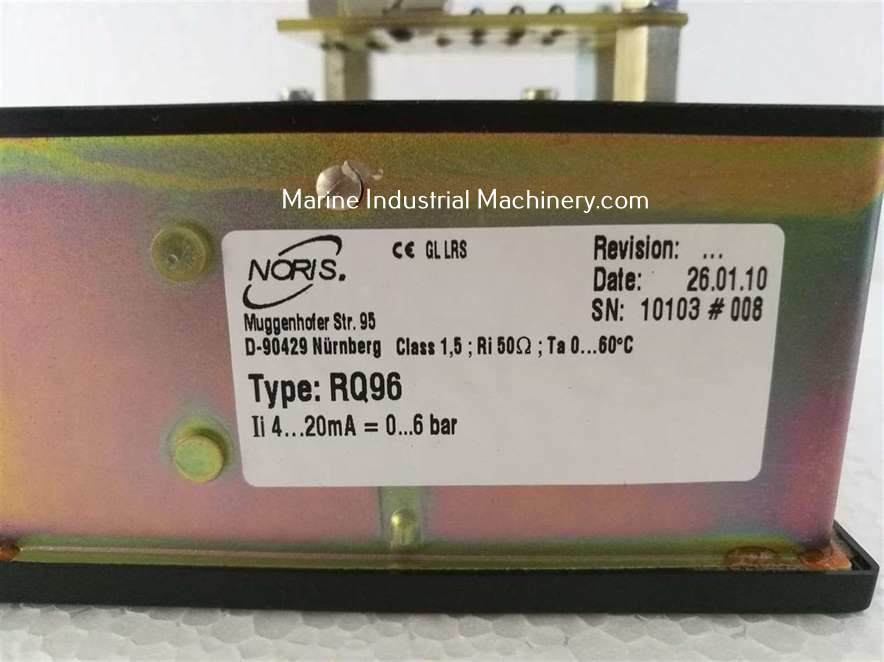 Marine Industrial Machinery.com
NORIS. CE GL LRS Revision: ...
Date: 26.01.10
SN: 10103 # 008
Muggenhofer Str. 95
D-90429 Nürnberg Class 1,5 ; Ri 50Ω ; Ta 0...60°C
Type: RQ96
Ii 4...20mA = 0...6 bar